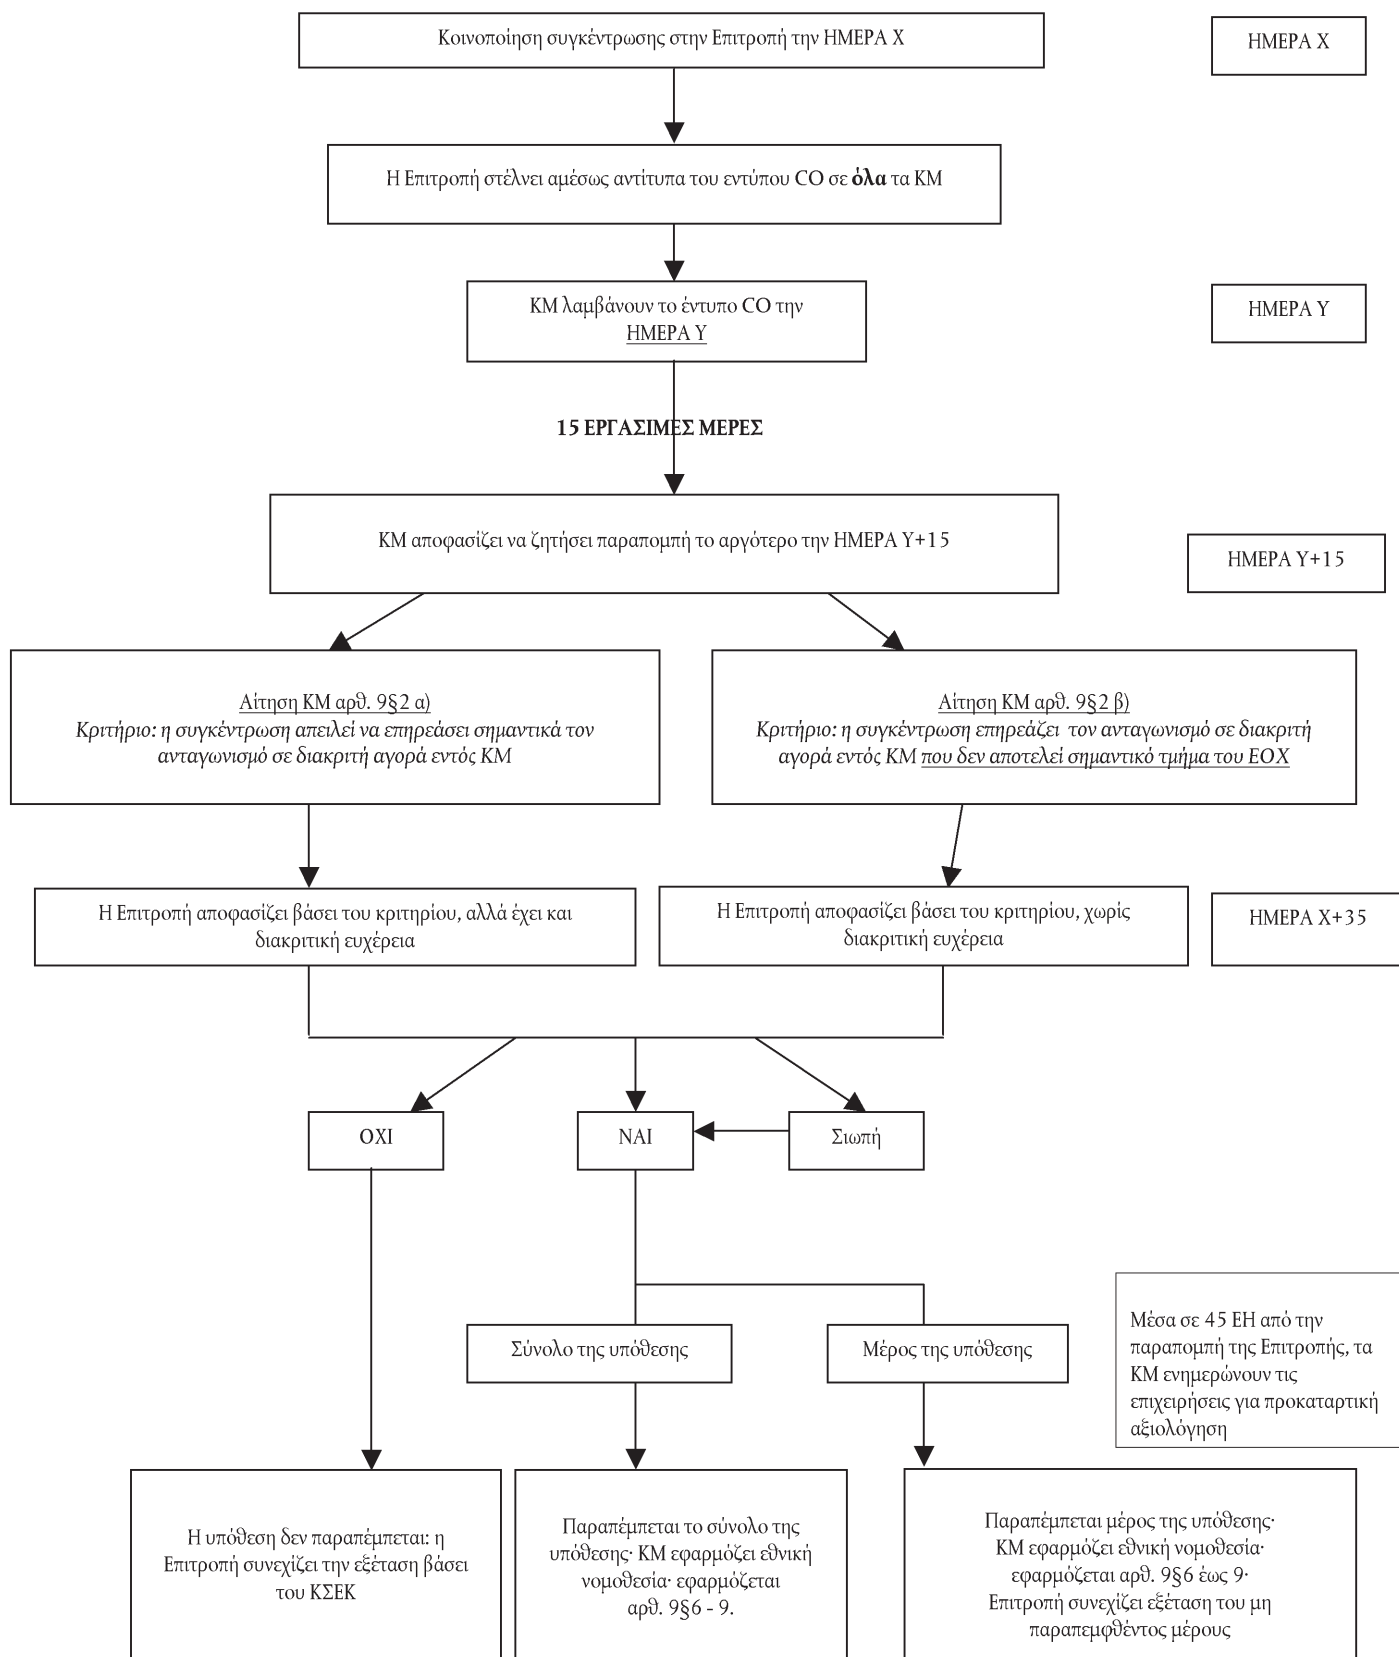 Κοινοποίηση συγκέντρωσης στην Επιτροπή την ΗΜΕΡΑ Χ
ΗΜΕΡΑ Χ
Η Επιτροπή στέλνει αμέσως αντίτυπα του εντύπου CO σε όλα τα ΚΜ
ΚΜ λαμβάνουν το έντυπο CO την
ΗΜΕΡΑ Υ
ΗΜΕΡΑ Υ
15 ΕΡΓΑΣΙΜΕΣ ΜΕΡΕΣ
ΚΜ αποφασίζει να ζητήσει παραπομπή το αργότερο την ΗΜΕΡΑ Υ+15
ΗΜΕΡΑ Υ+15
Αίτηση ΚΜ αρθ. 9§2 α)
Κριτήριο: η συγκέντρωση απειλεί να επηρεάσει σημαντικά τον
ανταγωνισμό σε διακριτή αγορά εντός ΚΜ
Αίτηση ΚΜ αρθ. 9§2 β)
Κριτήριο: η συγκέντρωση επηρεάζει τον ανταγωνισμό σε διακριτή
αγορά εντός ΚΜ που δεν αποτελεί σημαντικό τμήμα του ΕΟΧ
Η Επιτροπή αποφασίζει βάσει του κριτηρίου, αλλά έχει και
διακριτική ευχέρεια
Η Επιτροπή αποφασίζει βάσει του κριτηρίου, χωρίς
διακριτική ευχέρεια
ΗΜΕΡΑ Χ+35
ΟΧΙ
ΝΑΙ
Σιωπή
Σύνολο της υπόθεσης
Μέρος της υπόθεσης
Μέσα σε 45 ΕΗ από την
παραπομπή της Επιτροπής, τα
ΚΜ ενημερώνουν τις
επιχειρήσεις για προκαταρτική
αξιολόγηση
Η υπόθεση δεν παραπέμπεται: η
Επιτροπή συνεχίζει την εξέταση βάσει
του ΚΣΕΚ
Παραπέμπεται το σύνολο της
υπόθεσης· ΚΜ εφαρμόζει εθνική
νομοθεσία· εφαρμόζεται
αρθ. 9§6 - 9.
Παραπέμπεται μέρος της υπόθεσης·
ΚΜ εφαρμόζει εθνική νομοθεσία·
εφαρμόζεται αρθ. 9§6 έως 9·
Επιτροπή συνεχίζει εξέταση του μη
παραπεμφθέντος μέρους